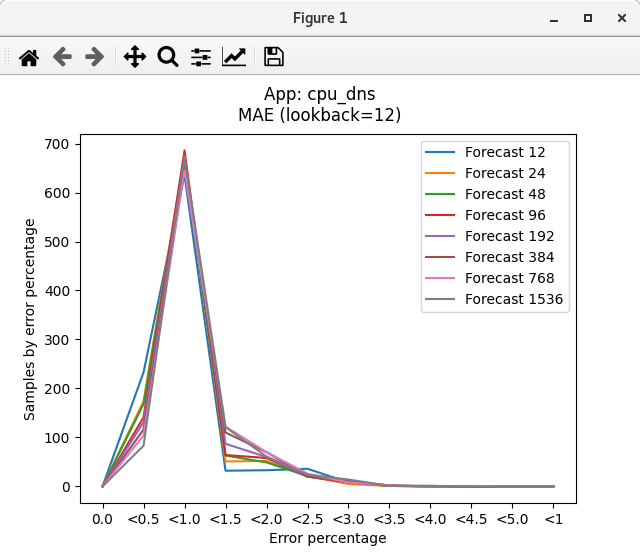 Figure 1
App: cpu_dns
MAE (lookback=12)
700
600
500
400
300
200
100
0
Samples by error percentage
Forecast 12
Forecast 24
Forecast 48
Forecast 96
Forecast 192
Forecast 384
Forecast 768
Forecast 1536
0.0 <0.5 <1.0 <1.5 <2.0 <2.5 <3.0 <3.5 <4.0 <4.5 <5.0 <1
Error percentage